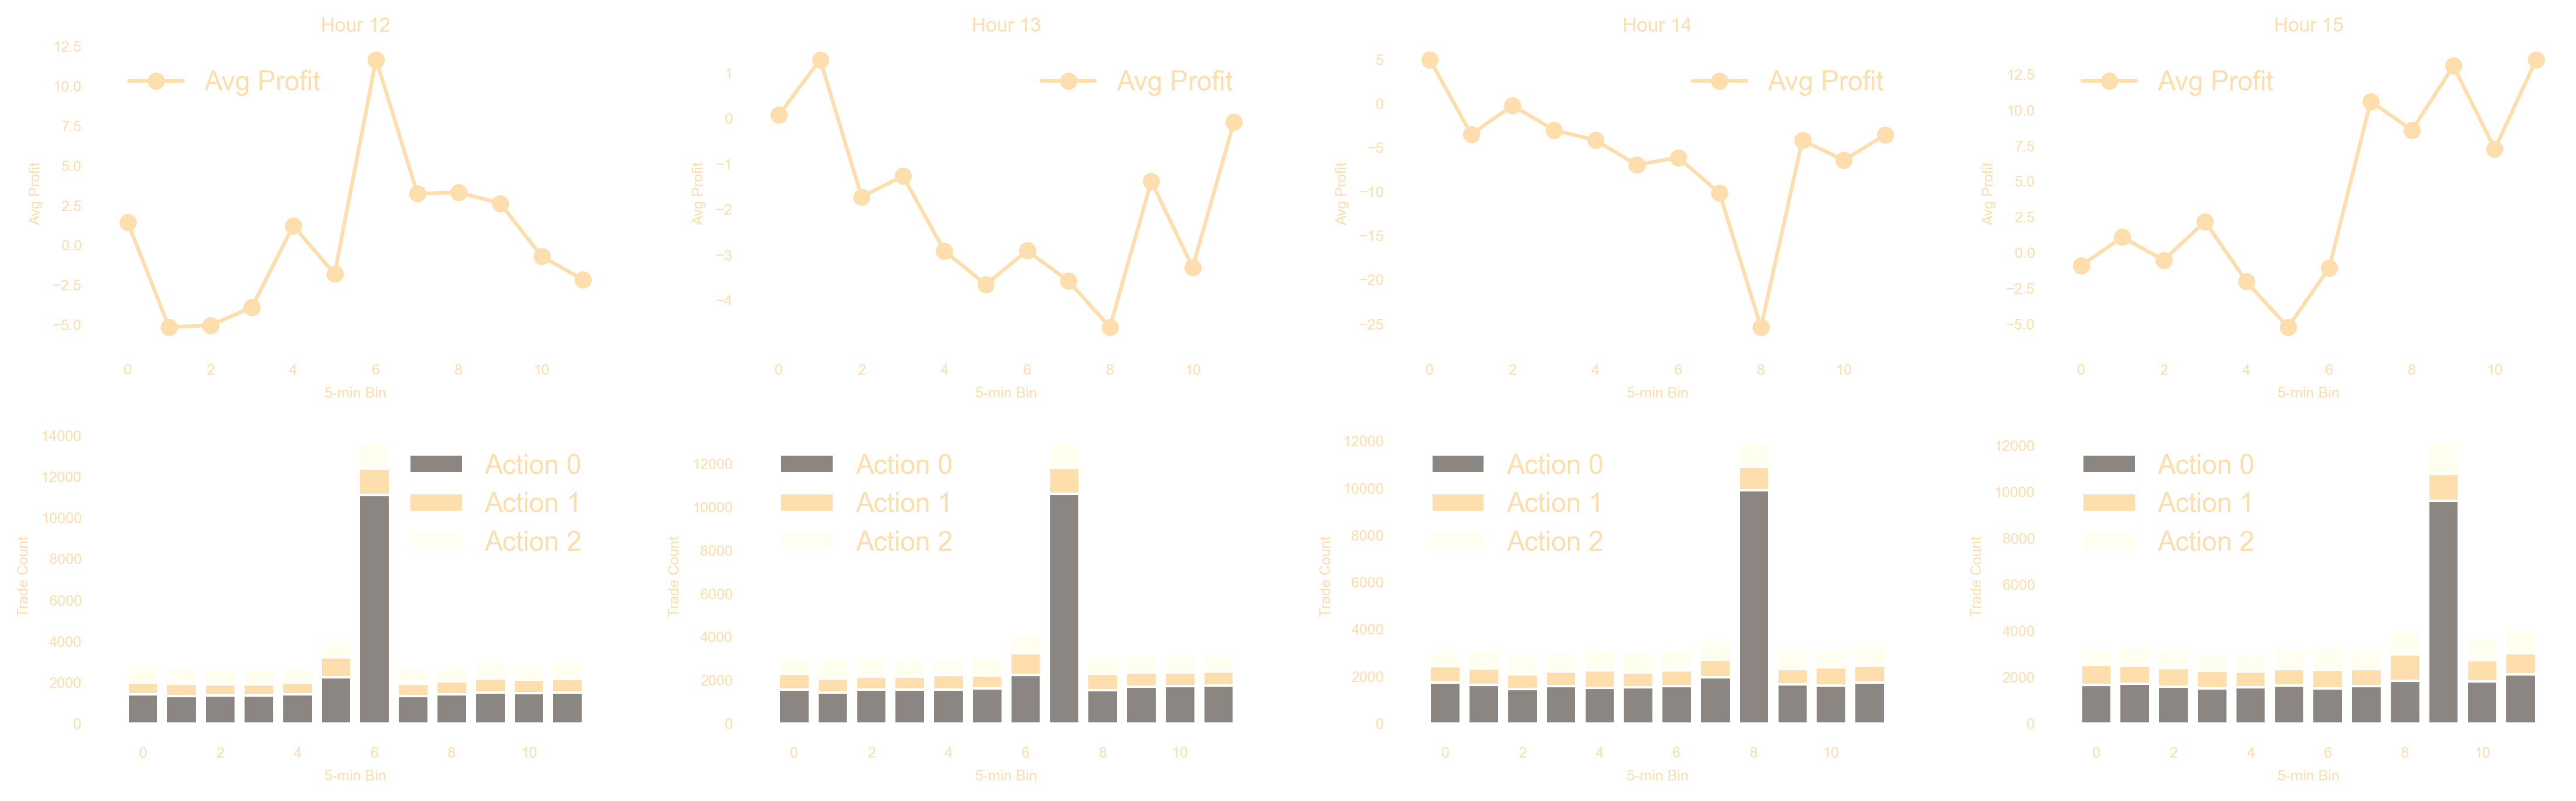 Hour 12
12.5
10.0
7.5
5.0
2.5
0.0
−2.5
−5.0
Avg Profit
Avg Profit
0 2 4 6 8 10
5-min Bin
Hour 13
1
0
−1
−2
−3
−4
Avg Profit
Avg Profit
0 2 4 6 8 10
5-min Bin
Hour 14
5
0
−5
−10
−15
−20
−25
Avg Profit
Avg Profit
0 2 4 6 8 10
5-min Bin
Hour 15
12.5
10.0
7.5
5.0
2.5
0.0
−2.5
−5.0
Avg Profit
Avg Profit
0 2 4 6 8 10
5-min Bin
14000
12000
10000
8000
6000
4000
2000
0
Trade Count
Action 0
Action 1
Action 2
0 2 4 6 8 10
5-min Bin
12000
10000
8000
6000
4000
2000
0
Trade Count
Action 0
Action 1
Action 2
0 2 4 6 8 10
5-min Bin
12000
10000
8000
6000
4000
2000
0
Trade Count
Action 0
Action 1
Action 2
0 2 4 6 8 10
5-min Bin
12000
10000
8000
6000
4000
2000
0
Trade Count
Action 0
Action 1
Action 2
0 2 4 6 8 10
5-min Bin